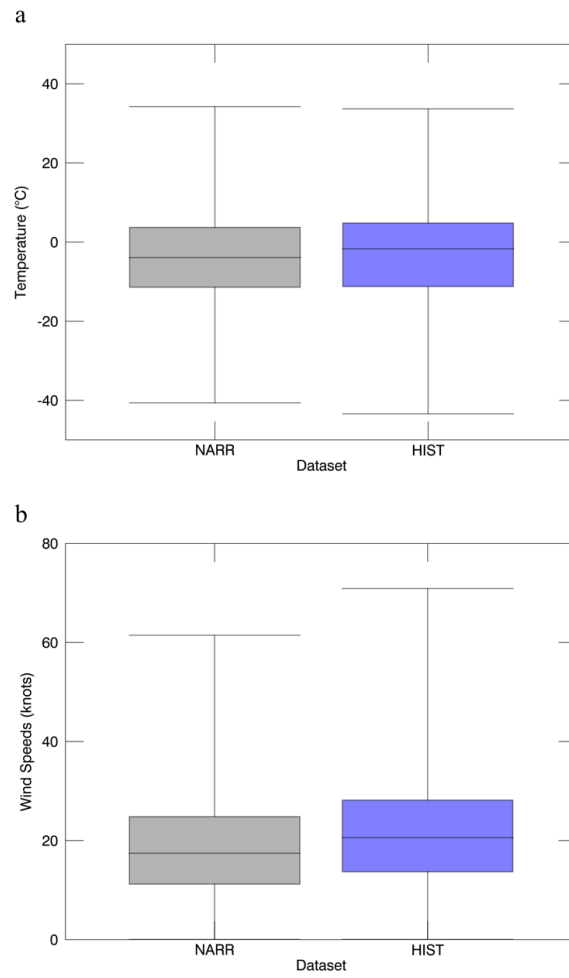 a
Temperature (°C)
40
20
0
-20
-40
NARR HIST
Dataset
b
Wind Speeds (knots)
80
60
40
20
0
NARR HIST
Dataset